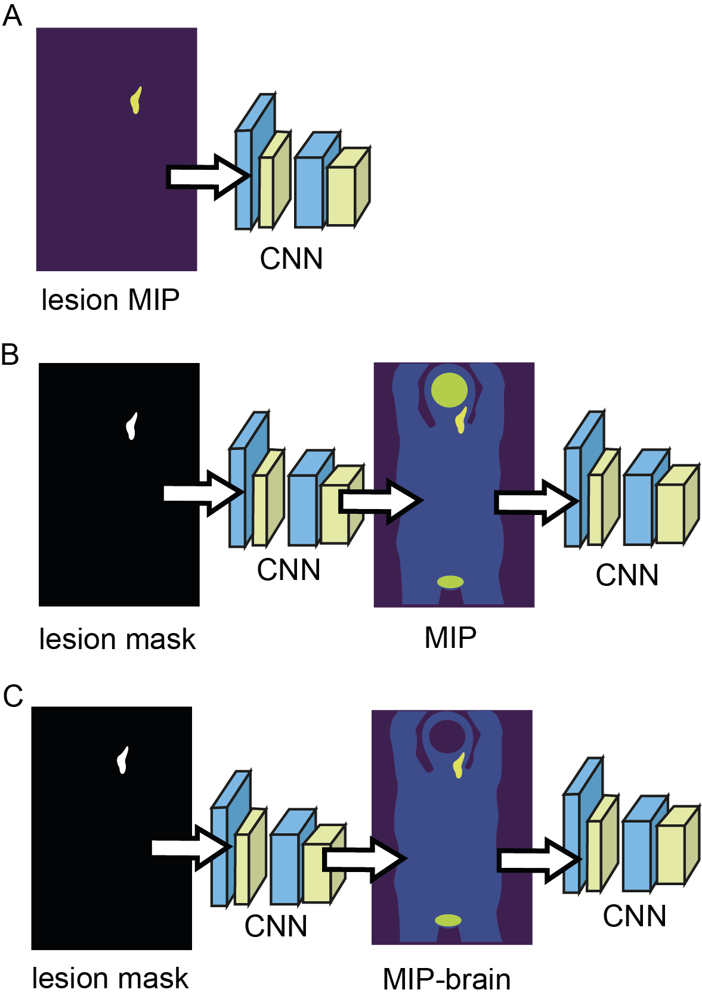 A
CNN
lesion MIP
B
CNN
CNN
lesion mask
MIP
C
CNN
CNN
lesion mask
MIP-brain